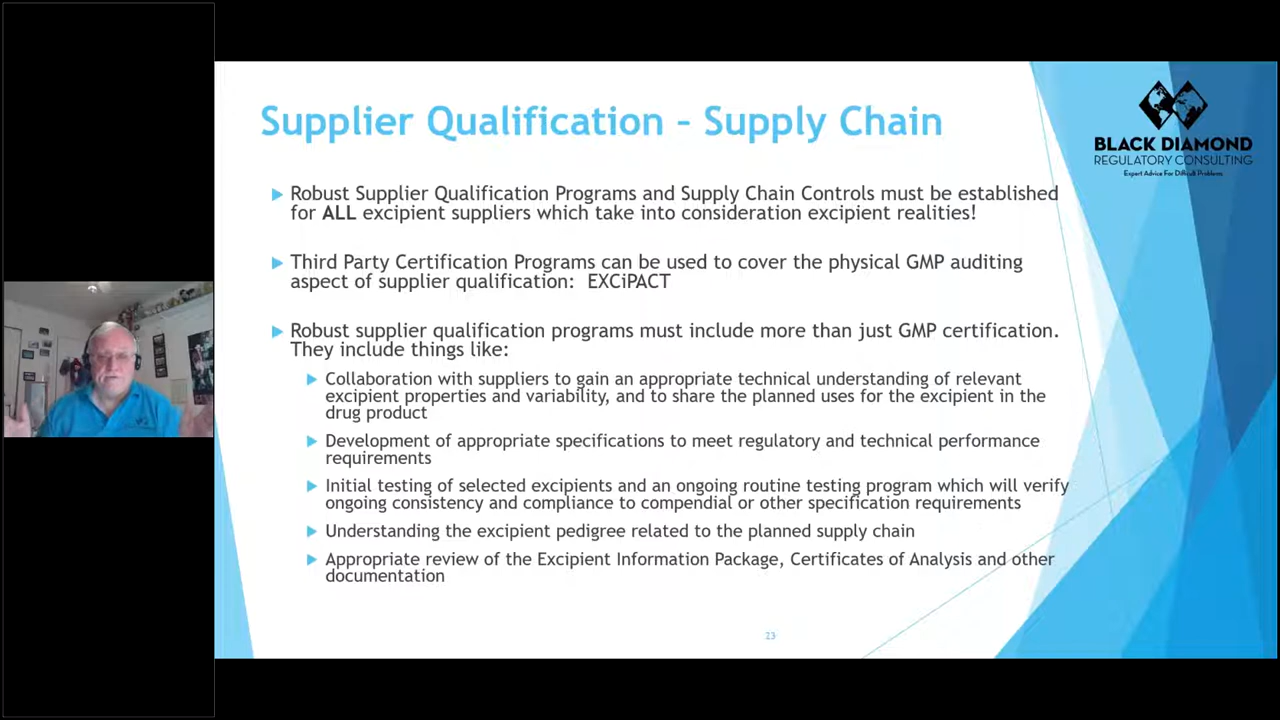 Supplier Qualification – Supply Chain
BLACK DIAMOND
REGULATORY CONSULTING
Expert Advice For Difficult Problems
Robust Supplier Qualification Programs and Supply Chain Controls must be established
for ALL excipient suppliers which take into consideration excipient realities!
Third Party Certification Programs can be used to cover the physical GMP auditing
aspect of supplier qualification: EXCiPACT
Robust supplier qualification programs must include more than just GMP certification.
They include things like:
Collaboration with suppliers to gain an appropriate technical understanding of relevant
excipient properties and variability, and to share the planned uses for the excipient in the
drug product
Development of appropriate specifications to meet regulatory and technical performance
requirements
Initial testing of selected excipients and an ongoing routine testing program which will verify
ongoing consistency and compliance to compendial or other specification requirements
Understanding the excipient pedigree related to the planned supply chain
Appropriate review of the Excipient Information Package, Certificates of Analysis and other
documentation
23